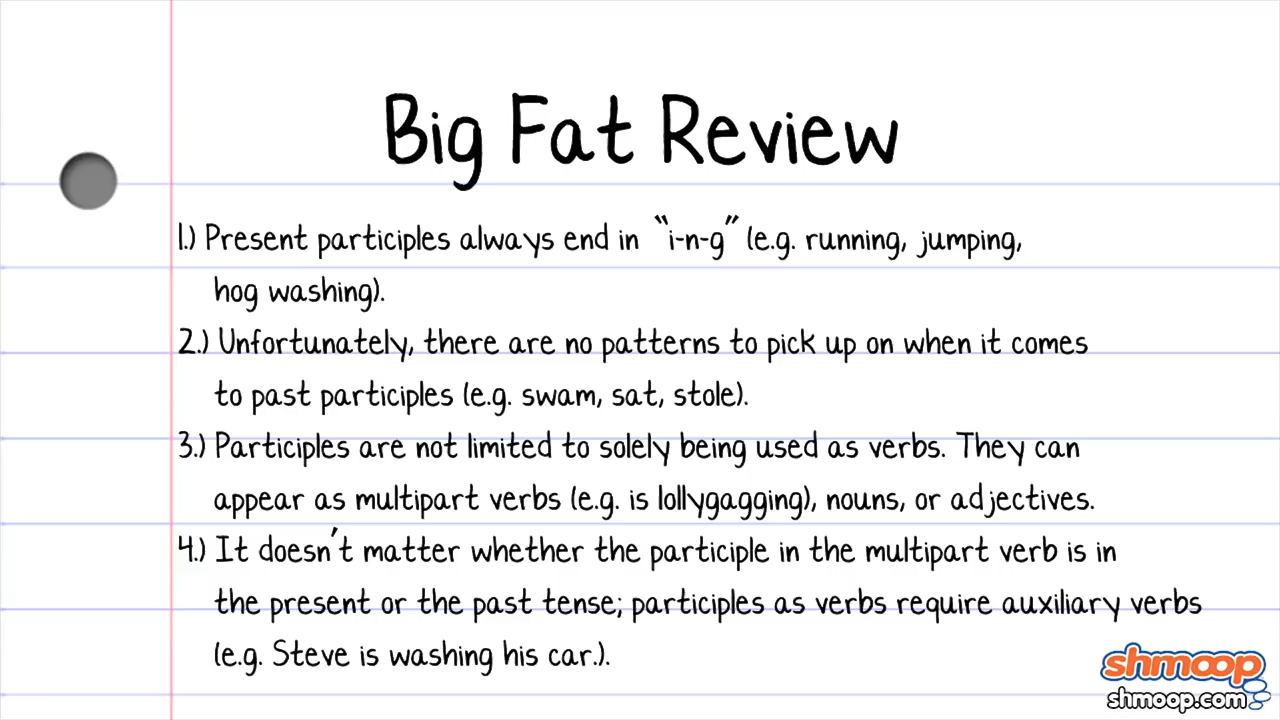 Big Fat Review
1.) Present participles always end in "i-n-g" (e.g. running, jumping,
hog washing).
2.) Unfortunately, there are no patterns to pick up on when it comes
to past participles (e.g. swam, sat, stole).
3.) Participles are not limited to solely being used as verbs. They can
appear as multipart verbs (e.g. is lollygagging), nouns, or adjectives.
4.) It doesn't matter whether the participle in the multipart verb is in
the present or the past tense; participles as verbs require auxiliary verbs
(e.g. Steve is washing his car.).
shmoop
shmoop.com